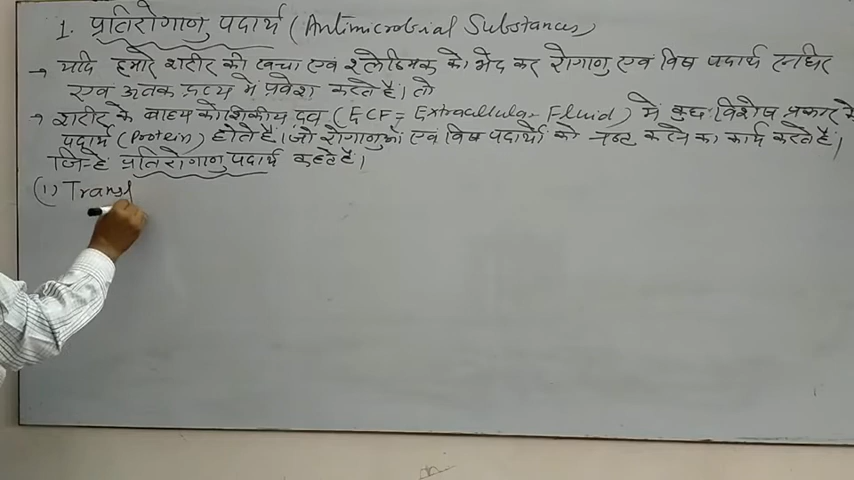 1. प्रतिरोगाणु पदार्थ (Antimicrobial Substances)
→ यदि हमारे शरीर की त्वचा एवं श्लेष्मिक को भेद कर रोगाणु एवं विष पदार्थ रुधिर
एवं ऊतक द्रव्य में प्रवेश करते हैं। तो
→ शरीर के बाह्य कोशिकीय द्रव (ECF = Extracellular Fluid) में कुछ विशेष प्रकार के
पदार्थ (Protein) होते हैं। जो रोगाणुओं एवं विष पदार्थों को नष्ट करने का कार्य करते हैं।
जिन्हें प्रतिरोगाणु पदार्थ कहते हैं।
(1) Transf